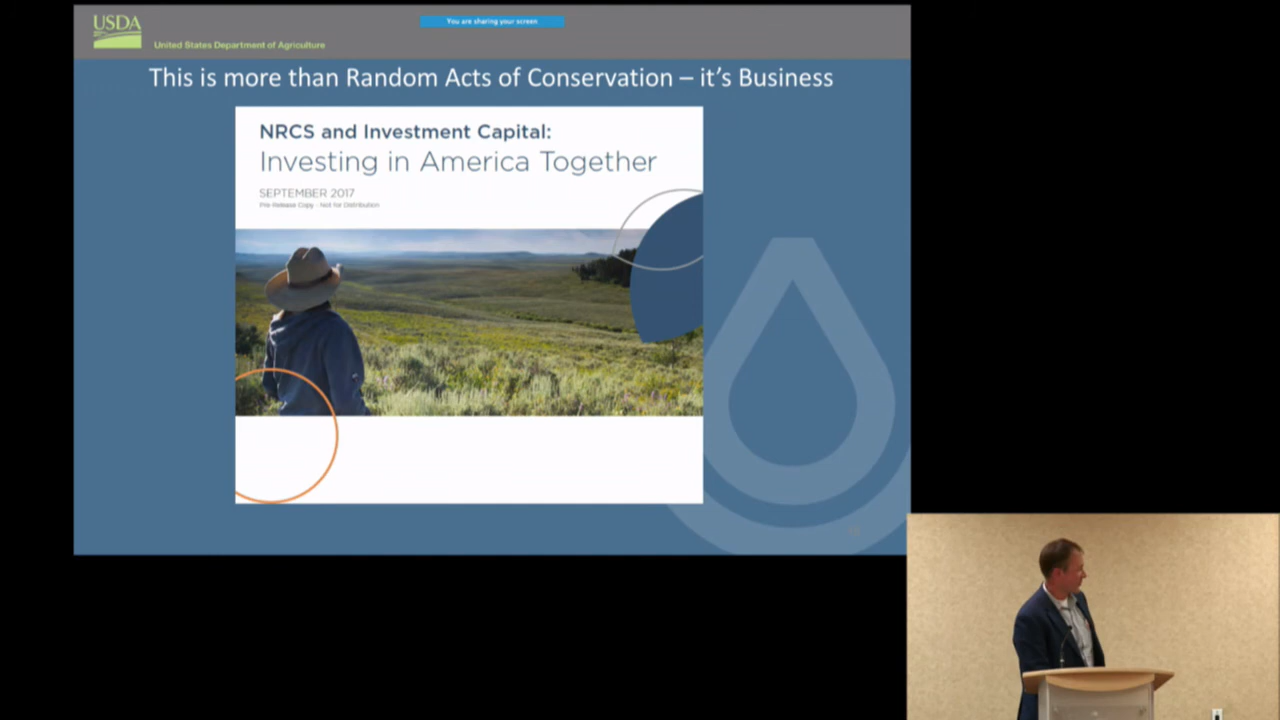 USDA
You are sharing your screen
United States Department of Agriculture
This is more than Random Acts of Conservation – it's Business
NRCS and Investment Capital:
Investing in America Together
SEPTEMBER 2017
Pre-Release Copy - Not for Distribution